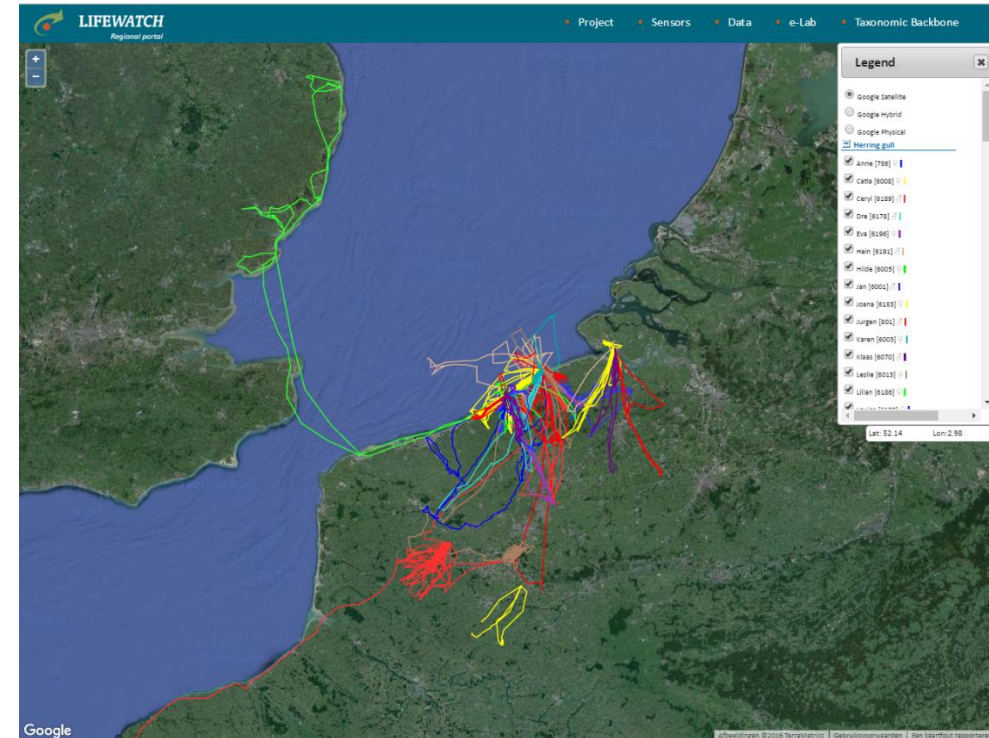 LIFEWATCH
Regional portal
Project
Sensors
Data
e-Lab
Taxonomic Backbone
+
-
Legend
Google Satellite
Google Hybrid
Google Physical
Herring gull
Anne [786] ♀
Catla [6008] ♀
Ceryl [6189] ♂
Dre [6178] ♂
Eva [6196] ♀
Hein [6191] ♂
Hilde [6005] ♀
Jan [6001] ♂
Joana [6183] ♀
Jurgen [801] ♂
Karen [6003] ♀
Klaas [6070] ♂
Leslie [6013] ♀
Lilian [6186] ♀
Lat: 52.14 Lon:2.98
Google
Afbeeldingen ©2016 TerraMetrics Gebruiksvoorwaarden Een kaartfout rapporteren